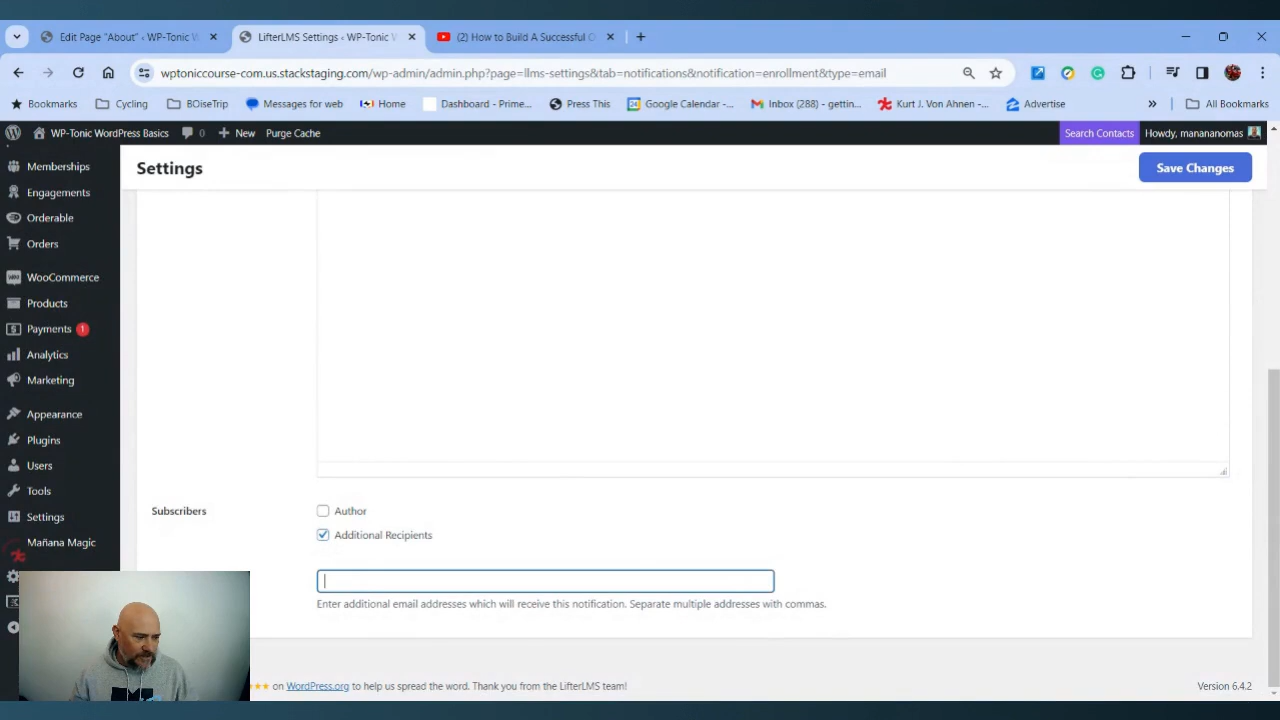 Edit Page "About" ‹ WP-Tonic W
LifterLMS Settings ‹ WP-Tonic V
(2) How to Build A Successful O
wptoniccourse-com.us.stackstaging.com/wp-admin/admin.php?page=llms-settings&tab=notifications&notification=enrollment&type=email
Bookmarks
Cycling
BOiseTrip
Messages for web
Home
Dashboard - Prime...
Press This
Google Calendar -...
Inbox (288) - gettin...
Kurt J. Von Ahnen -...
Advertise
»
All Bookmarks
WP-Tonic WordPress Basics
0
New
Purge Cache
Search Contacts
Howdy, manananomas
Memberships
Engagements
Orderable
Orders
WooCommerce
Products
Payments 1
Analytics
Marketing
Appearance
Plugins
Users
Tools
Settings
Mañana Magic
Settings
Save Changes
Subscribers
Author
Additional Recipients
Enter additional email addresses which will receive this notification. Separate multiple addresses with commas.
on WordPress.org to help us spread the word. Thank you from the LifterLMS team!
Version 6.4.2